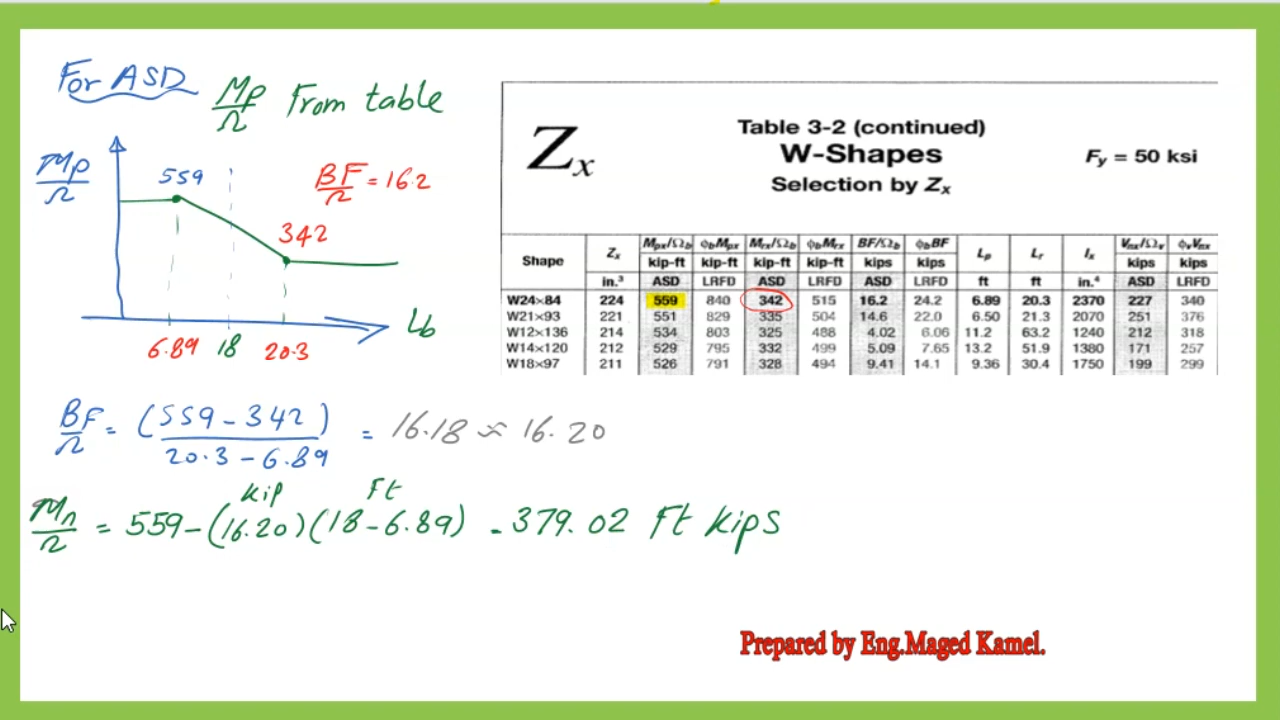 For ASD
Mp/Ω From table
Mp/Ω
559
BF/Ω = 16.2
342
Lb
6.89 18 20.3
Zx
Table 3-2 (continued)
W-Shapes
Selection by Zx
Fy = 50 ksi
Shape Zx Mpx/Ωb ϕbMpx Mrx/Ωb ϕbMrx BF/Ωb ϕbBF Lp Lr Ix Vnx/Ωv ϕvVnx
kip-ft kip-ft kip-ft kip-ft kips kips kips kips
in.³ ASD LRFD ASD LRFD ASD LRFD ft ft in.⁴ ASD LRFD
W24×84 224 559 840 342 515 16.2 24.2 6.89 20.3 2370 227 340
W21×93 221 551 829 335 504 14.6 22.0 6.50 21.3 2070 251 376
W12×136 214 534 803 325 488 4.02 6.06 11.2 63.2 1240 212 318
W14×120 212 529 795 332 499 5.09 7.65 13.2 51.9 1380 171 257
W18×97 211 526 791 328 494 9.41 14.1 9.36 30.4 1750 199 299
BF/Ω = (559 - 342)/(20.3 - 6.89) = 16.18 ≈ 16.20
kip Ft
Mn/Ω = 559 - (16.20)(18 - 6.89) = 379.02 Ft kips
Prepared by Eng.Maged Kamel.